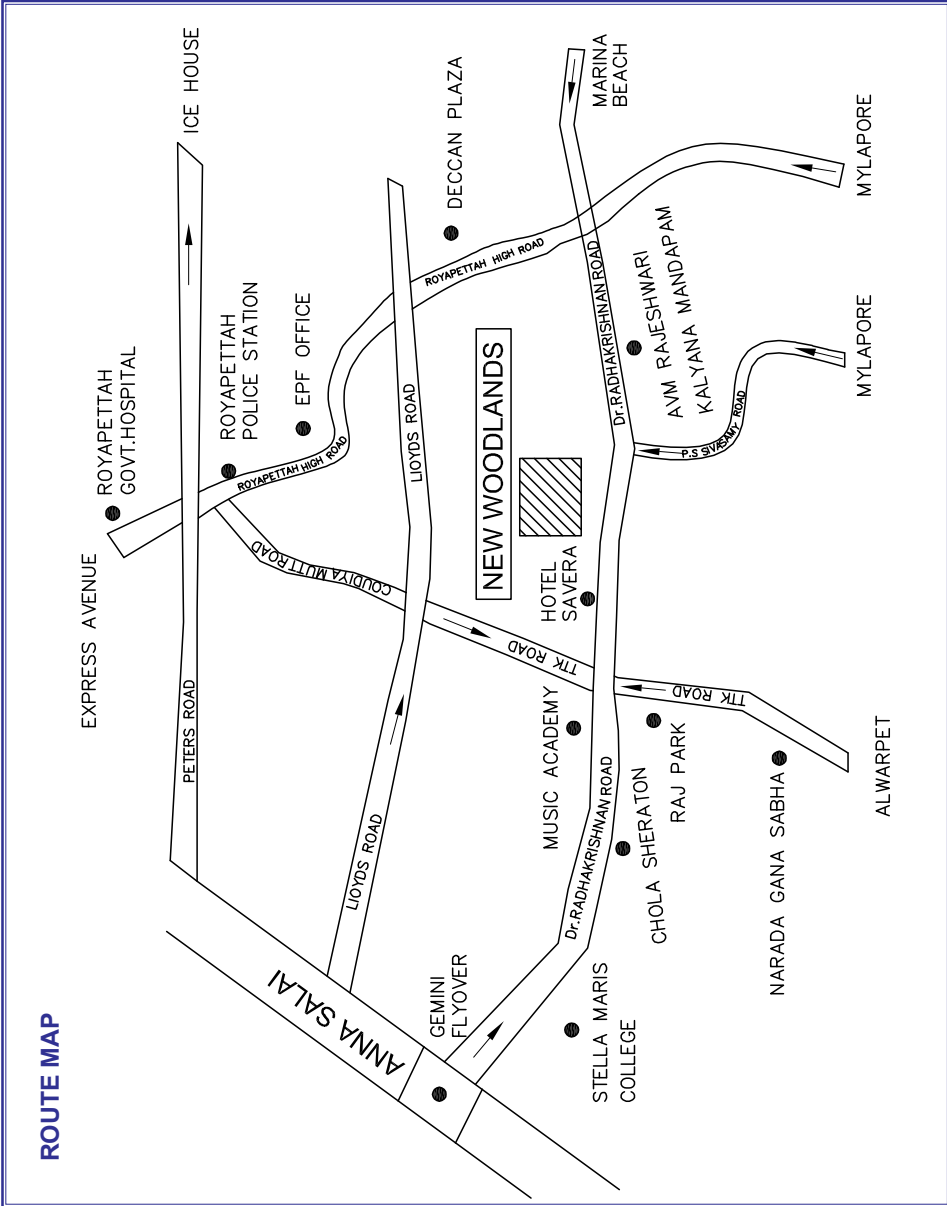 ROUTE MAP
EXPRESS AVENUE
ROYAPETTAH
GOVT.HOSPITAL
ICE HOUSE
PETERS ROAD
ROYAPETTAH
POLICE STATION
EPF OFFICE
ROYAPETTAH HIGH ROAD
COUDIYA MUTT ROAD
LIOYDS ROAD
LIOYDS ROAD
ROYAPETTAH HIGH ROAD
DECCAN PLAZA
ANNA SALAI
GEMINI
FLYOVER
NEW WOODLANDS
TTK ROAD
HOTEL
SAVERA
MUSIC ACADEMY
MARINA
BEACH
Dr.RADHAKRISHNAN ROAD
Dr.RADHAKRISHNAN ROAD
STELLA MARIS
COLLEGE
CHOLA SHERATON
RAJ PARK
TTK ROAD
AVM RAJESHWARI
KALYANA MANDAPAM
P.S SIVASAMY ROAD
NARADA GANA SABHA
ALWARPET
MYLAPORE
MYLAPORE